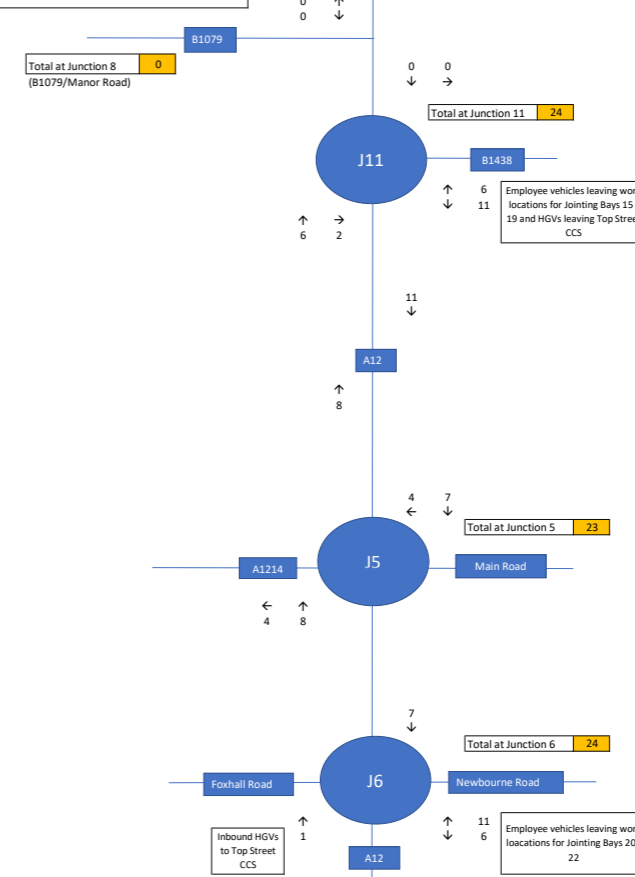 0 ↑
0 ↓
B1079
Total at Junction 8 0
(B1079/Manor Road)
0 0
↓ →
Total at Junction 11 24
J11
B1438
↑ 6
↓ 11
Employee vehicles leaving
locations for Jointing Bays 15
19 and HGVs leaving Top
CCS
↑ →
6 2
11
↓
A12
↑
8
4 7
← ↓
Total at Junction 5 23
J5
A1214
Main Road
← ↑
4 8
7
↓
Total at Junction 6 24
J6
Foxhall Road
Newbourne Road
↑
1
↑ 11
↓ 6
Inbound HGVs
to Top Street
CCS
Employee vehicles leaving
loacations for Jointing Bays 20
22
A12